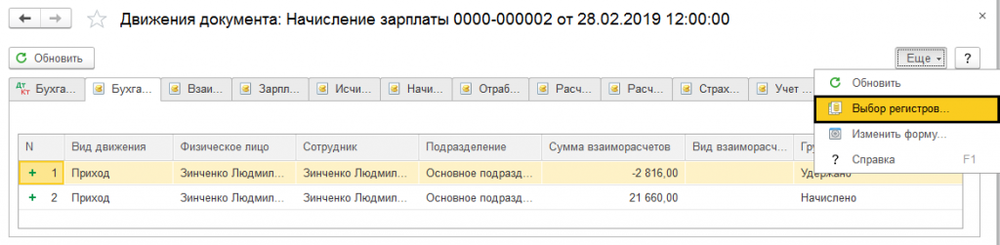 Движения документа: Начисление зарплаты 0000-000002 от 28.02.2019 12:00:00
Обновить
Еще
?
Бухга... Бухга... Взаи... Зарпл... Исчи... Начи... Отраб... Расч... Расч... Страх... Учет ...
Обновить
Выбор регистров...
Изменить форму...
? Справка F1
N Вид движения Физическое лицо Сотрудник Подразделение Сумма взаиморасчетов Вид взаиморасч... Гру
+ 1 Приход Зинченко Людмил... Зинченко Людмил... Основное подразд... -2 816,00 Удержано
+ 2 Приход Зинченко Людмил... Зинченко Людмил... Основное подразд... 21 660,00 Начислено